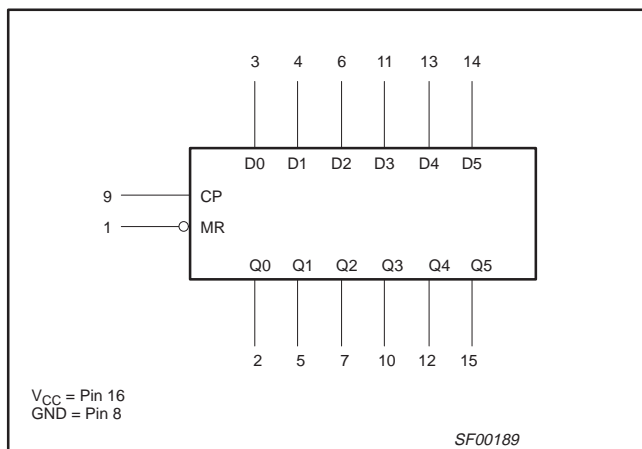 3 4 6 11 13 14
D0 D1 D2 D3 D4 D5
9 CP
1 MR
Q0 Q1 Q2 Q3 Q4 Q5
2 5 7 10 12 15
VCC = Pin 16
GND = Pin 8
SF00189